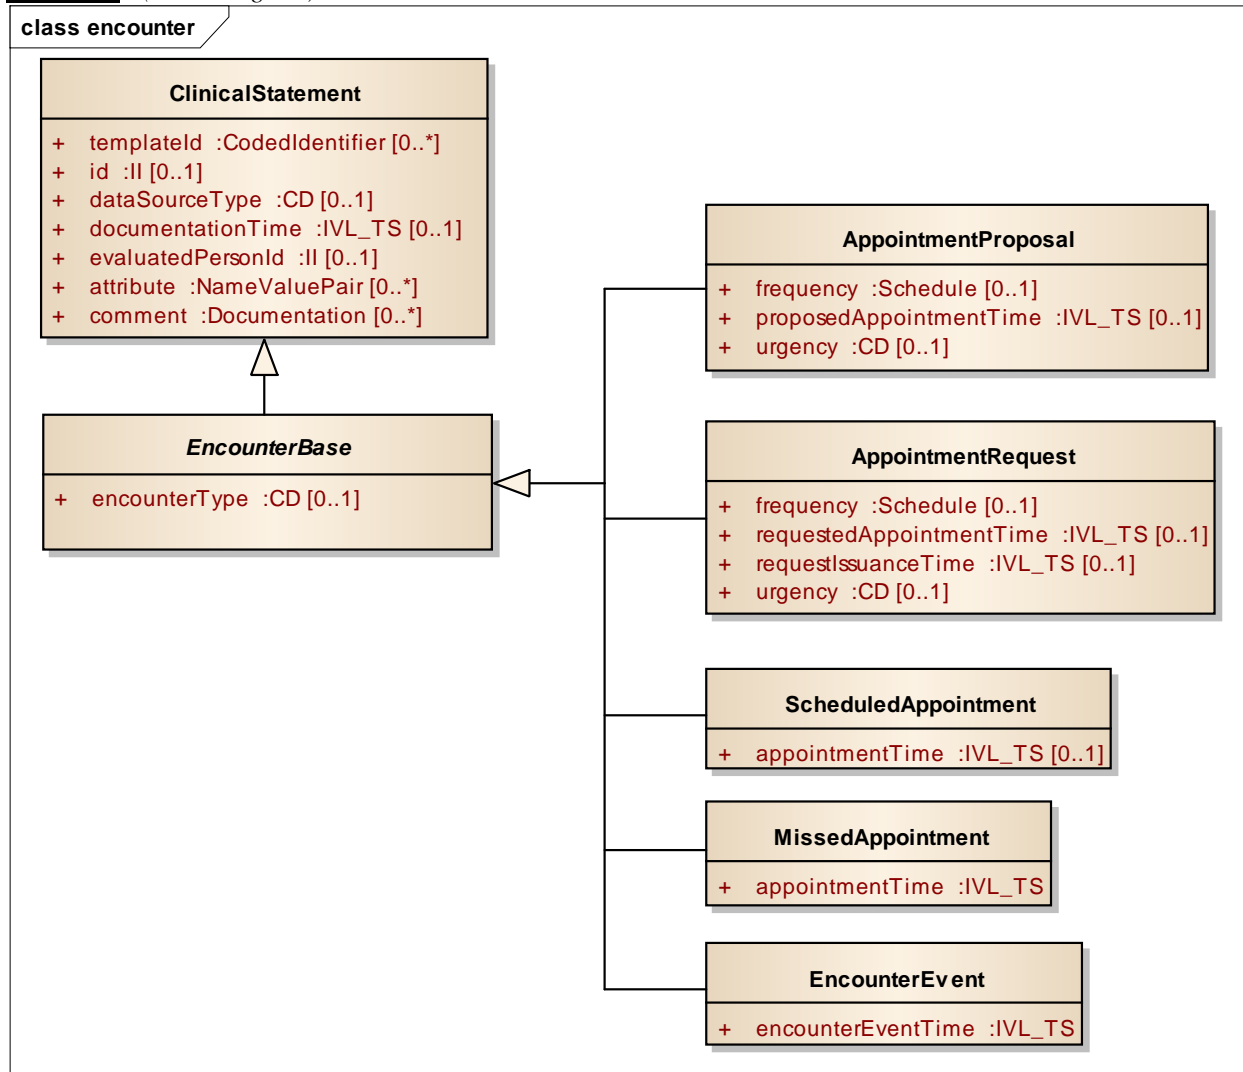 class encounter
ClinicalStatement
+ templateId :CodedIdentifier [0..*]
+ id :II [0..1]
+ dataSourceType :CD [0..1]
+ documentationTime :IVL_TS [0..1]
+ evaluatedPersonId :II [0..1]
+ attribute :NameValuePair [0..*]
+ comment :Documentation [0..*]
EncounterBase
+ encounterType :CD [0..1]
AppointmentProposal
+ frequency :Schedule [0..1]
+ proposedAppointmentTime :IVL_TS [0..1]
+ urgency :CD [0..1]
AppointmentRequest
+ frequency :Schedule [0..1]
+ requestedAppointmentTime :IVL_TS [0..1]
+ requestIssuanceTime :IVL_TS [0..1]
+ urgency :CD [0..1]
ScheduledAppointment
+ appointmentTime :IVL_TS [0..1]
MissedAppointment
+ appointmentTime :IVL_TS
EncounterEvent
+ encounterEventTime :IVL_TS